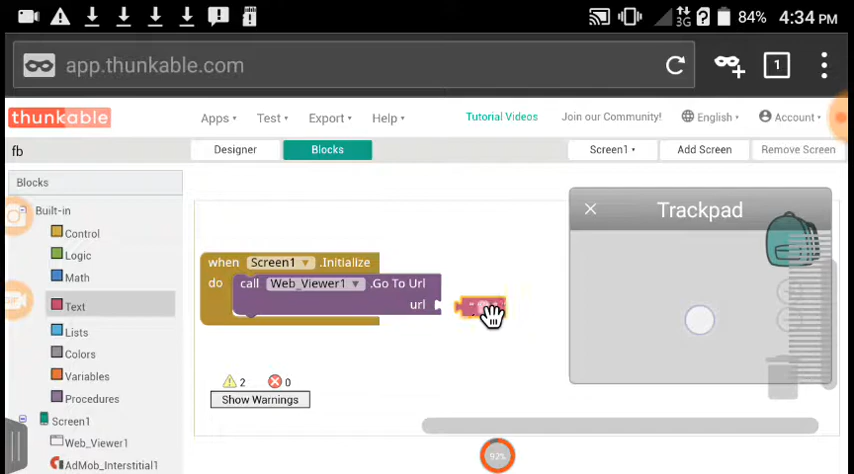 3G 84% 4:34 PM
app.thunkable.com 1
thunkable Apps Test Export Help Tutorial Videos Join our Community! English Account
fb Designer Blocks Screen1 Add Screen Remove Screen
Blocks
Built-in
Control
Logic
Math
Text
Lists
Colors
Variables
Procedures
Screen1
Web_Viewer1
AdMob_Interstitial1
when Screen1 .Initialize
do call Web_Viewer1 .Go To Url
url
2 0
Show Warnings
Trackpad
92%